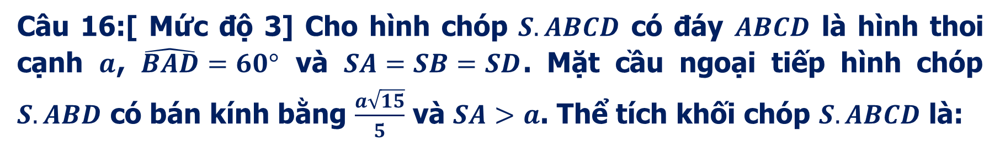 Câu 16:[ Mức độ 3] Cho hình chóp S.ABCD có đáy ABCD là hình thoi
cạnh a, $\widehat{BAD} = 60°$ và SA = SB = SD. Mặt cầu ngoại tiếp hình chóp
S.ABD có bán kính bằng $\frac{a\sqrt{15}}{5}$ và SA > a. Thể tích khối chóp S.ABCD là: